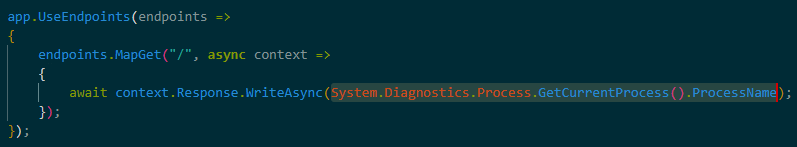 app.UseEndpoints(endpoints =>
{
    endpoints.MapGet("/", async context =>
    {
        await context.Response.WriteAsync(System.Diagnostics.Process.GetCurrentProcess().ProcessName);
    });
});